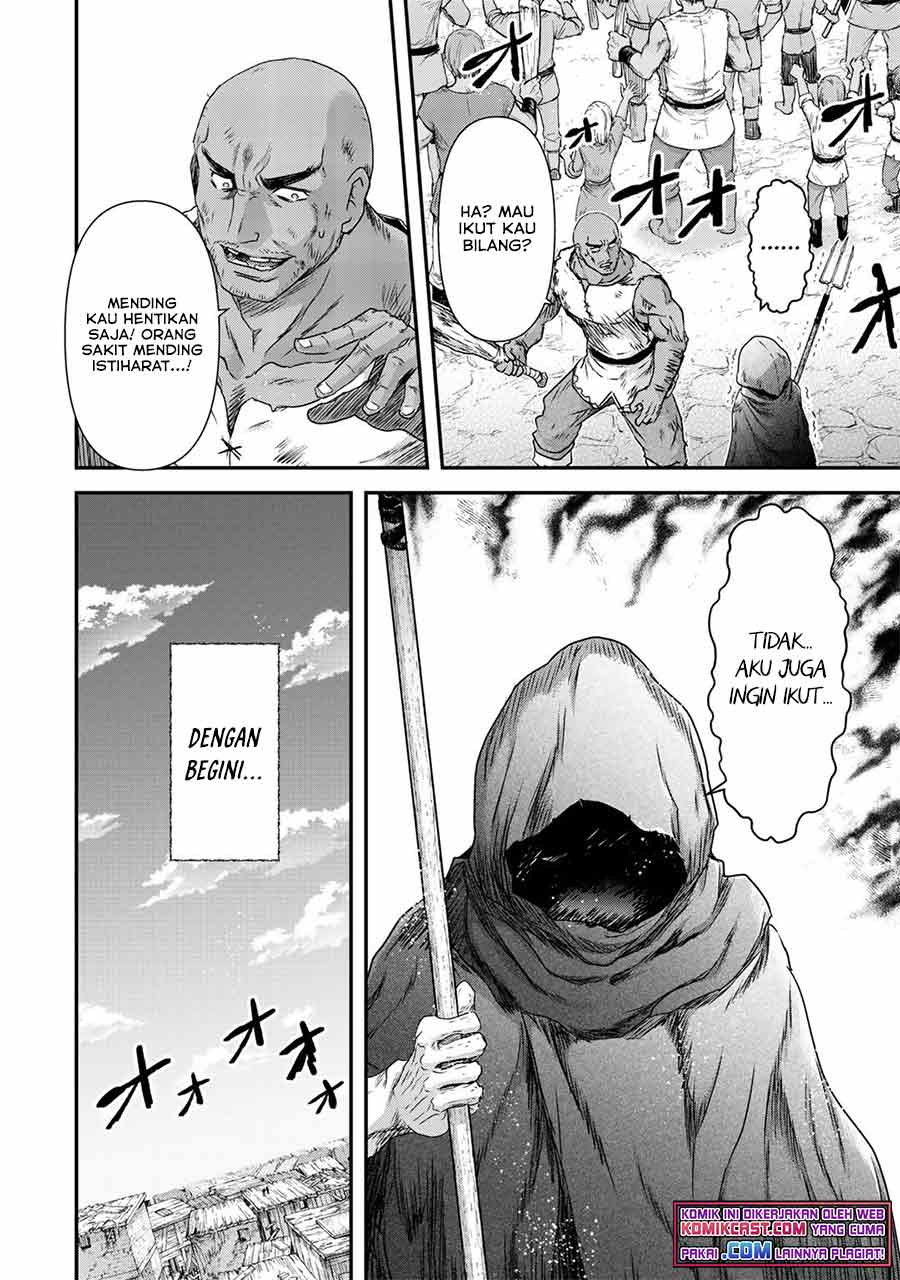 オオオオ
.......
HA? MAU
IKUT KAU
BILANG?
MENDING
KAU HENTIKAN
SAJA! ORANG
SAKIT MENDING
ISTIHARAT...!
TIDAK...
AKU JUGA
INGIN IKUT...
DENGAN
BEGINI...
オオオオオ
KOMIK INI DIKERJAKAN OLEH WEB
KOMIKCAST.COM YANG CUMA
PAKAI .COM LAINNYA PLAGIAT!